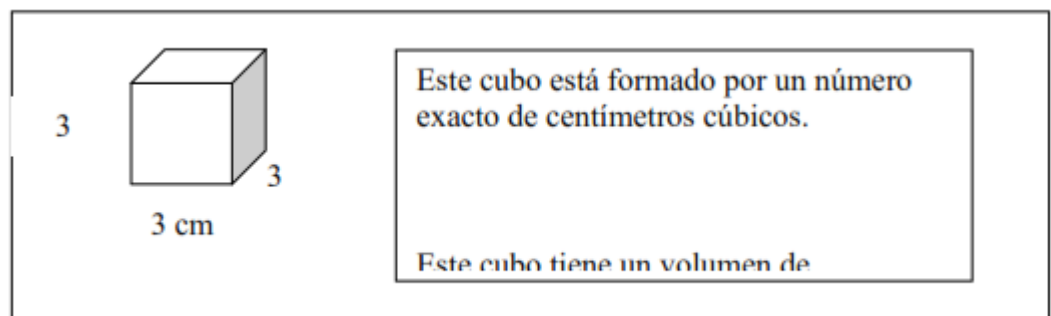 Este cubo está formado por un número
exacto de centímetros cúbicos.
3
3
3 cm
Este cubo tiene un volumen de